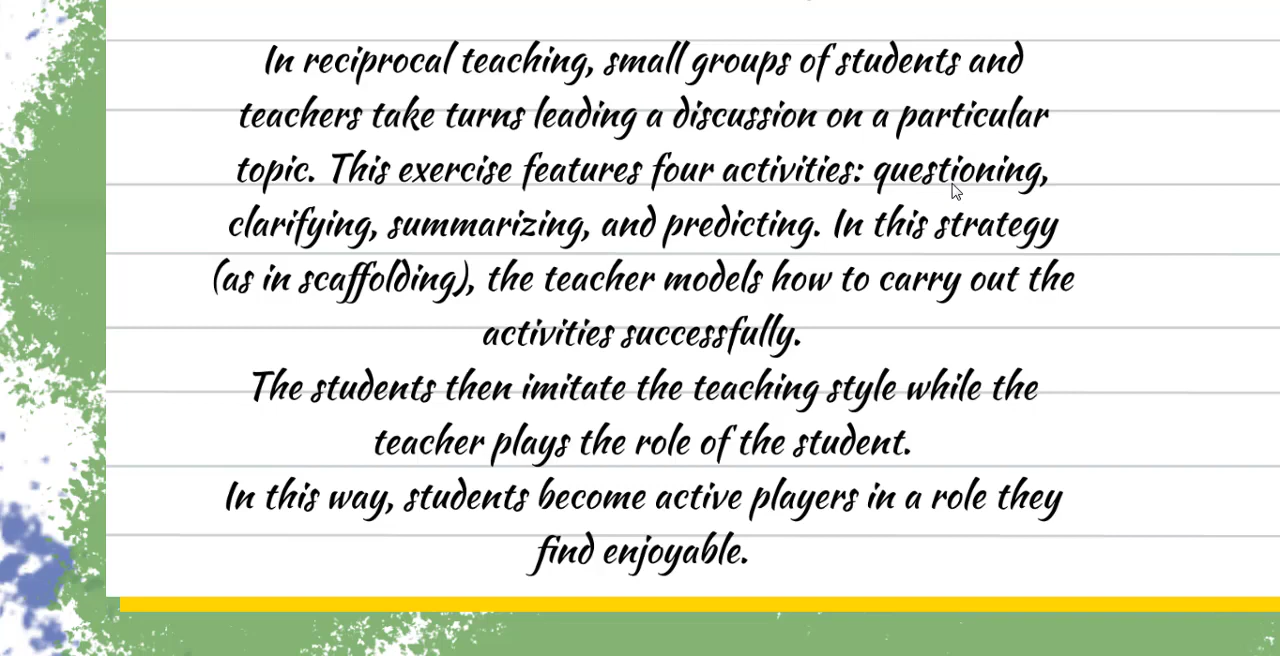 In reciprocal teaching, small groups of students and
teachers take turns leading a discussion on a particular
topic. This exercise features four activities: questioning,
clarifying, summarizing, and predicting. In this strategy
(as in scaffolding), the teacher models how to carry out the
activities successfully.
The students then imitate the teaching style while the
teacher plays the role of the student.
In this way, students become active players in a role they
find enjoyable.